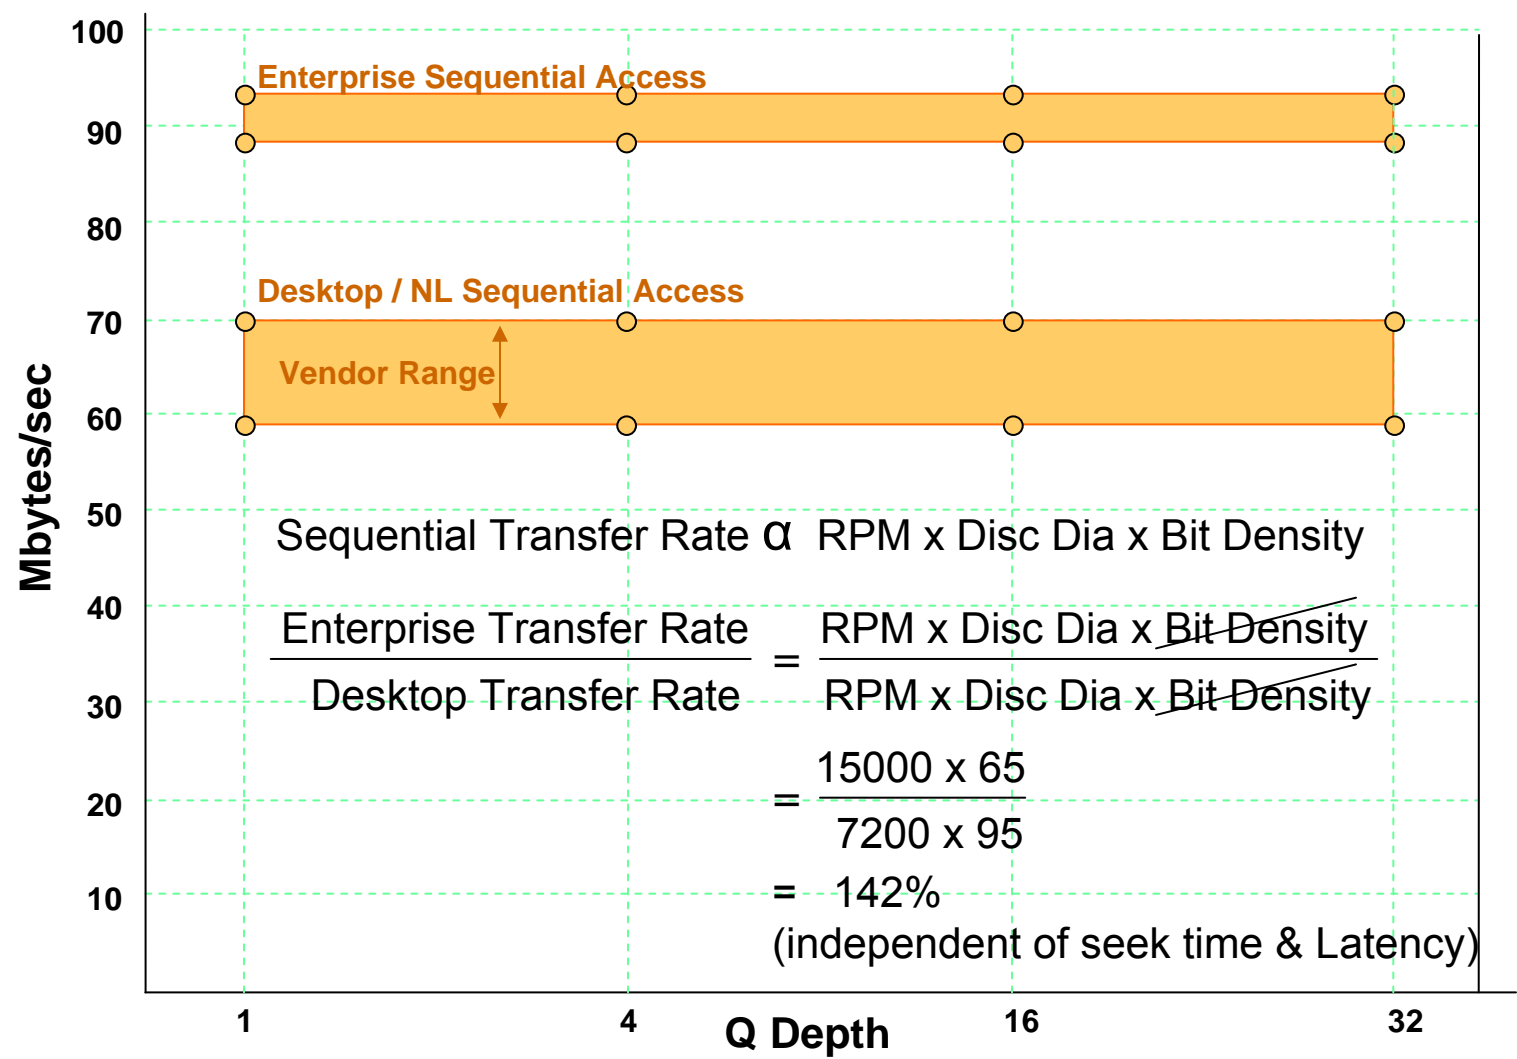 100
Enterprise Sequential Access
90
80
Desktop / NL Sequential Access
70
Vendor Range
60
Mbytes/sec
50
Sequential Transfer Rate α RPM x Disc Dia x Bit Density
40
Enterprise Transfer Rate = RPM x Disc Dia x Bit Density
Desktop Transfer Rate RPM x Disc Dia x Bit Density
30
= 15000 x 65
20
7200 x 95
10
= 142%
(independent of seek time & Latency)
1 4 16 32
Q Depth